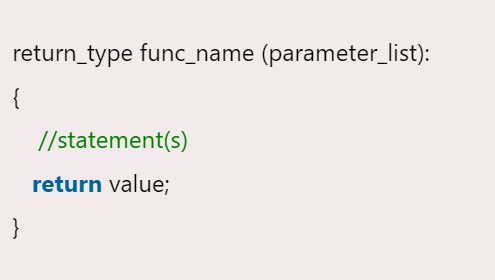 return_type func_name (parameter_list):
{
//statement(s)
return value;
}